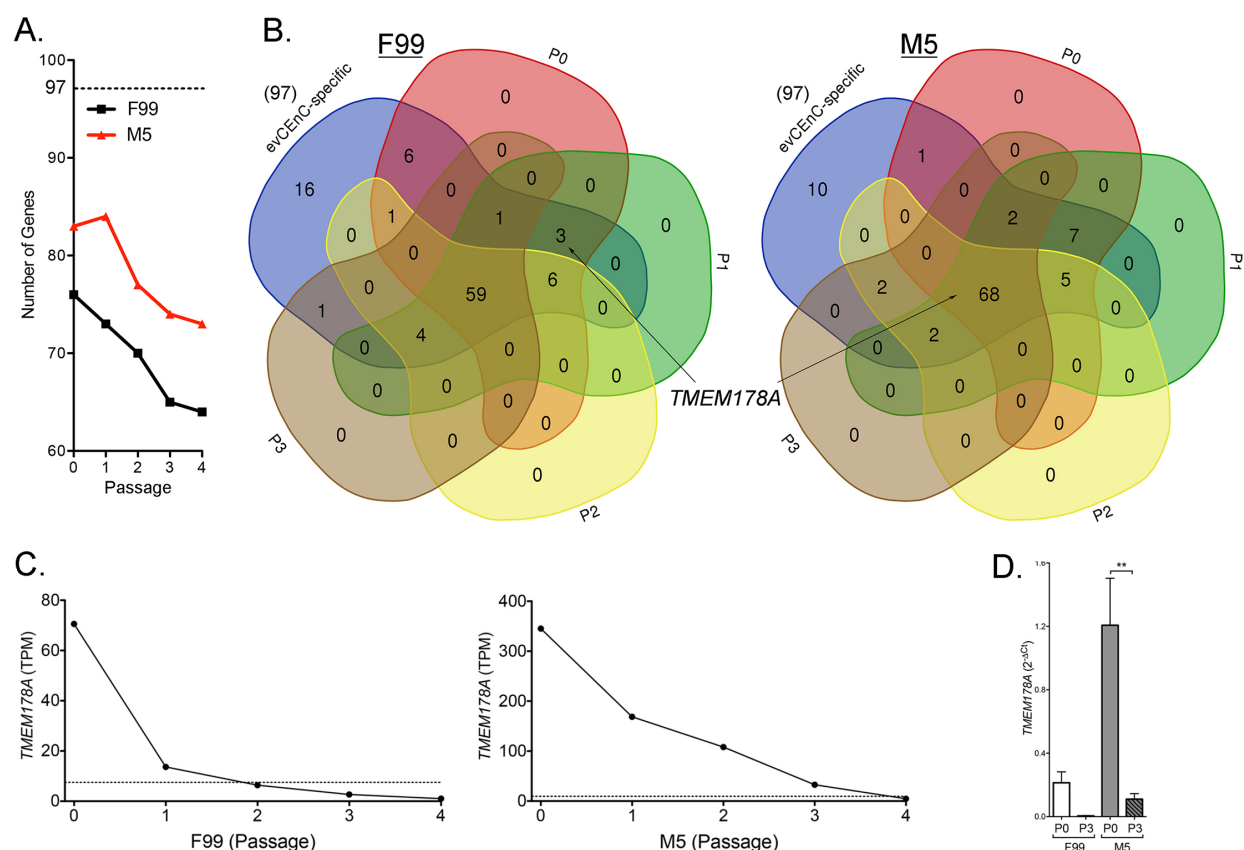 A.
100
97
90
80
70
60
Number of Genes
F99
M5
0 1 2 3 4
Passage
B.
F99
(97)
evCEnC-specific
P0
P1
P2
P3
0
6
0
16
0
0
0
1
1
0
0
3
0
0
0
6
59
0
0
1
4
0
0
0
0
0
0
0
0
0
0
TMEM178A
M5
(97)
evCEnC-specific
P0
P1
P2
P3
0
1
0
10
0
0
0
0
2
0
0
7
0
0
2
5
68
0
0
0
2
0
0
0
0
0
0
0
0
0
0
C.
80
60
40
20
0
TMEM178A (TPM)
0 1 2 3 4
F99 (Passage)
400
300
200
100
0
TMEM178A (TPM)
0 1 2 3 4
M5 (Passage)
D.
1.6
1.2
0.8
0.4
0.0
TMEM178A (2-ΔCt)
**
P0 P3 P0 P3
F99 M5